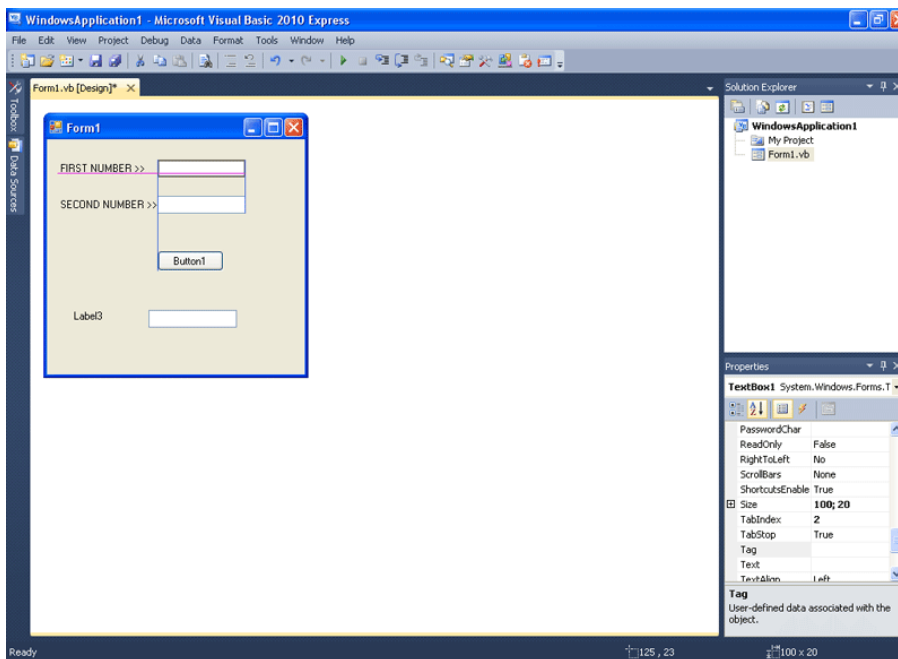 WindowsApplication1 - Microsoft Visual Basic 2010 Express
File Edit View Project Debug Data Format Tools Window Help
Toolbox
Data Sources
Form1.vb [Design]*
Form1
FIRST NUMBER >>
SECOND NUMBER >>
Button1
Label3
Solution Explorer
WindowsApplication1
My Project
Form1.vb
Properties
TextBox1 System.Windows.Forms.T
PasswordChar
ReadOnly False
RightToLeft No
ScrollBars None
ShortcutsEnable True
Size 100; 20
TabIndex 2
TabStop True
Tag
Text
TextAlign Left
Tag
User-defined data associated with the
object.
Ready 125 , 23 100 x 20